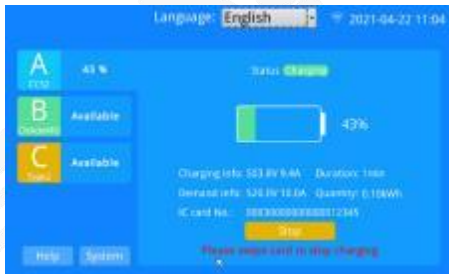 Language: English 2021-04-22 11:04
A 43 %
CCS2
Status Charging
B Available
43%
C Available
Charging Info: 503.8V 9.4A Duration: 1min
Demand info: 520.0V 10.0A Quantity: 0.10kWh
IC card No.:
Stop
Please swipe card to stop charging
Help System